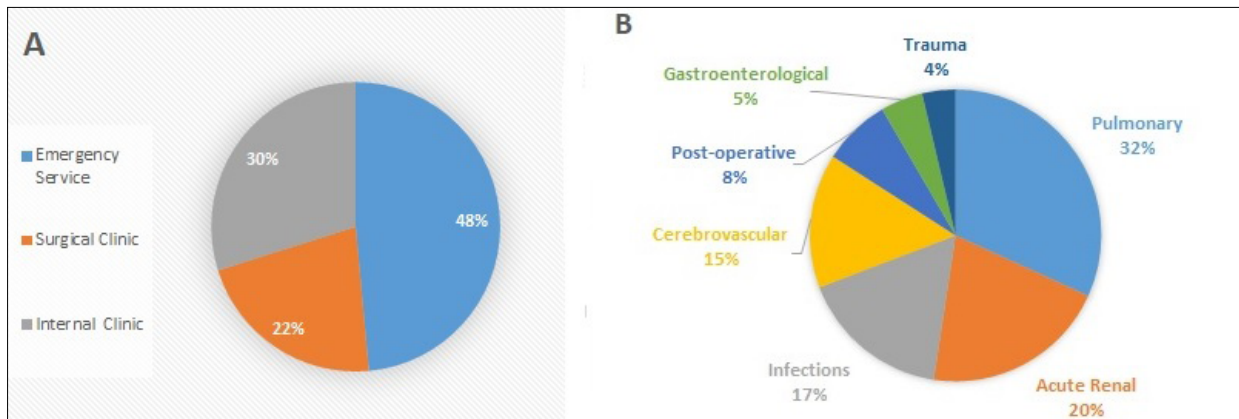 A
Emergency
Service
Surgical Clinic
Internal Clinic
30%
48%
22%
B
Trauma
4%
Gastroenterological
5%
Pulmonary
32%
Post-operative
8%
Cerebrovascular
15%
Infections
17%
Acute Renal
20%